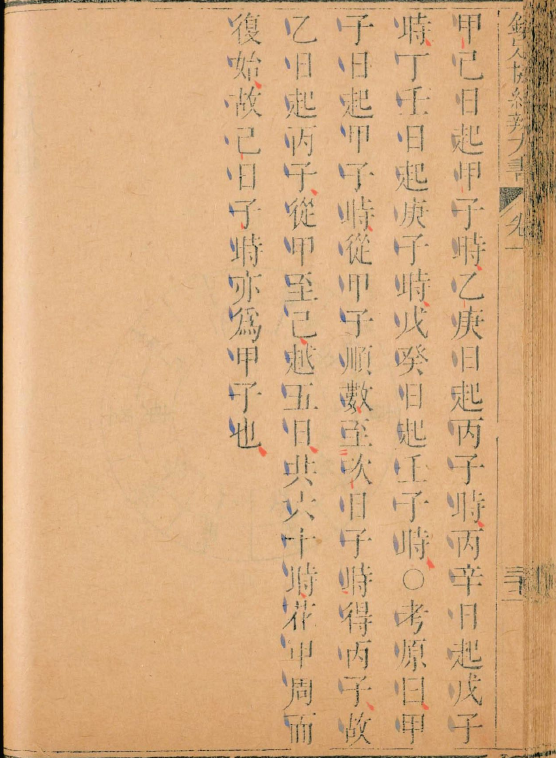 欽定協紀辨方書 卷一
甲己日起甲子時乙庚日起丙子時丙辛日起戊子
時丁壬日起庚子時戊癸日起壬子時○考原曰甲
子日起甲子時從甲子順數至次日子時得丙子故
乙日起丙子從甲至己越五日共六十時花甲周而
復始故己日子時亦爲甲子也